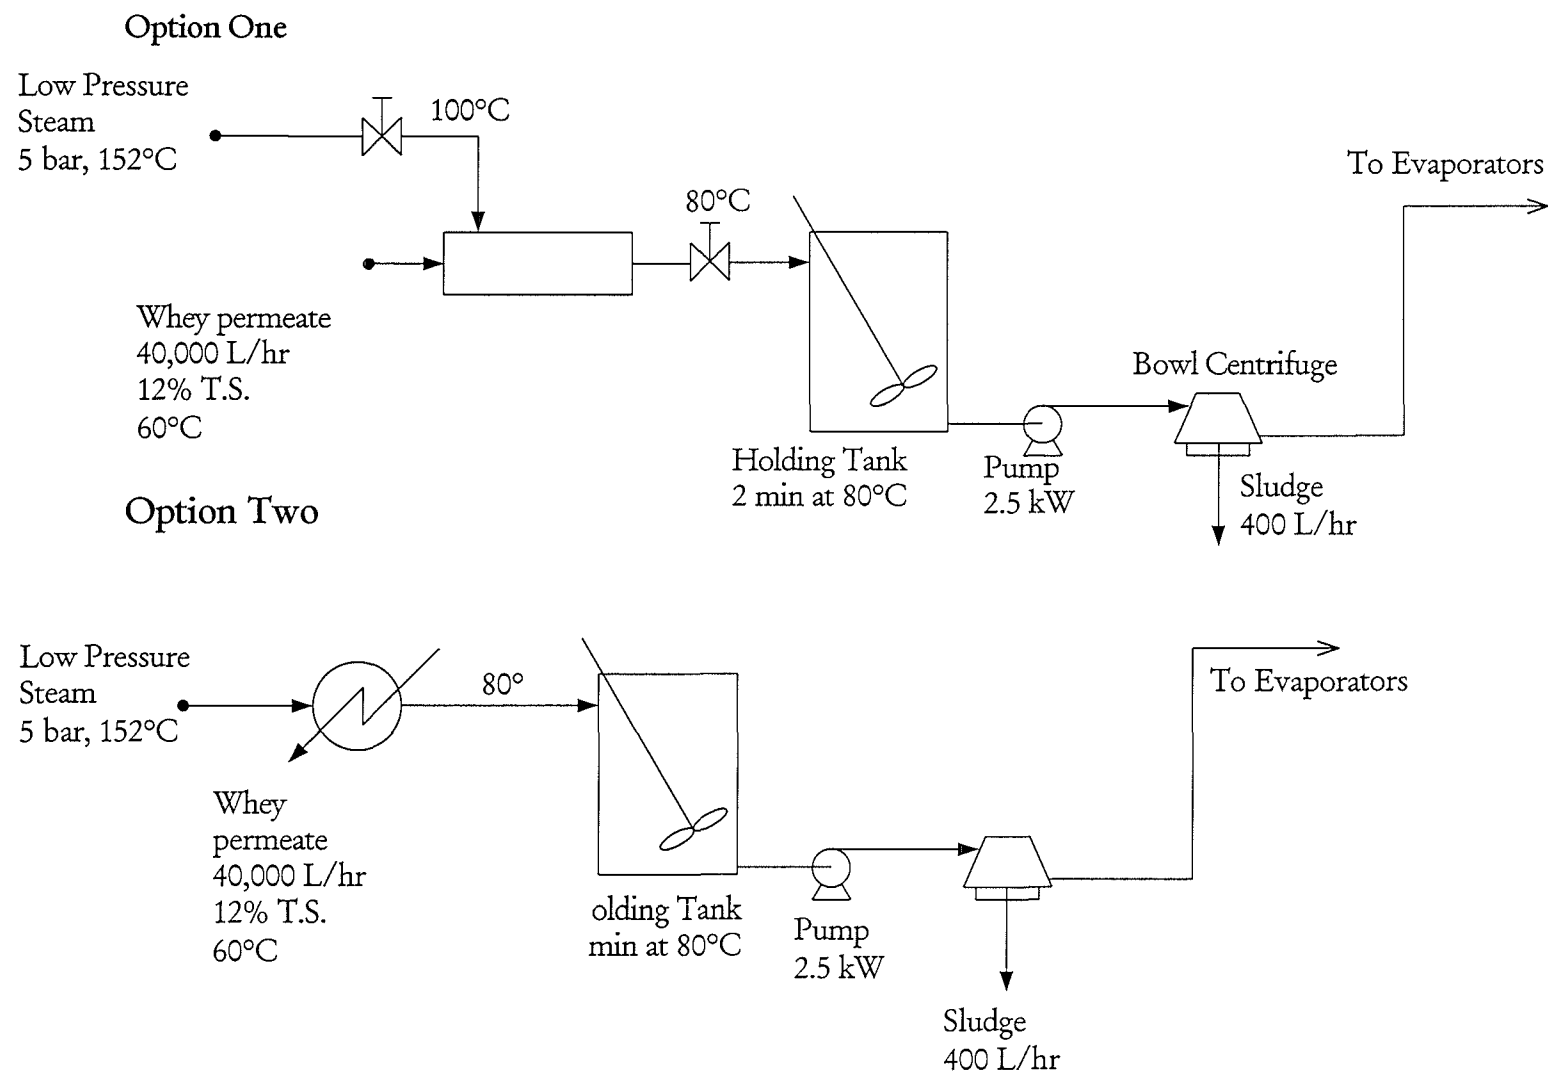 Option One
Low Pressure
Steam
5 bar, 152°C
100°C
To Evaporators
80°C
Whey permeate
40,000 L/hr
12% T.S.
60°C
Bowl Centrifuge
Holding Tank
2 min at 80°C
Pump
2.5 kW
Sludge
400 L/hr
Option Two
Low Pressure
Steam
5 bar, 152°C
80°
To Evaporators
Whey
permeate
40,000 L/hr
12% T.S.
60°C
olding Tank
min at 80°C
Pump
2.5 kW
Sludge
400 L/hr